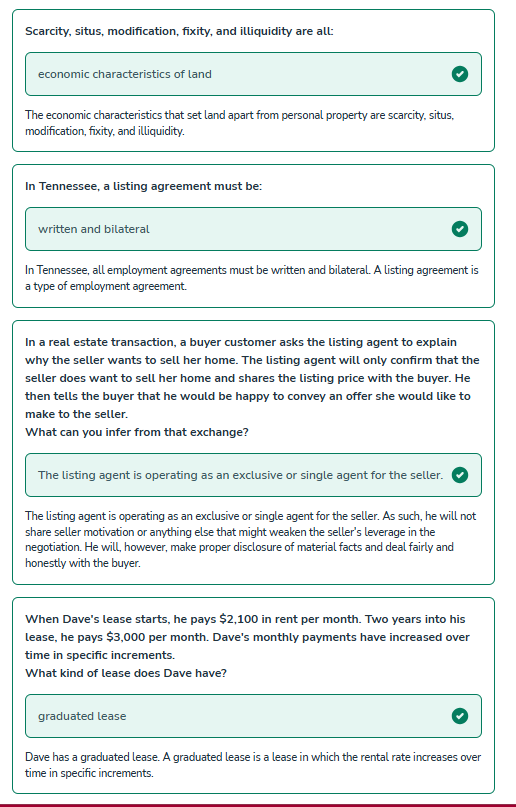 Scarcity, situs, modification, fixity, and illiquidity are all:
economic characteristics of land
The economic characteristics that set land apart from personal property are scarcity, situs,
modification, fixity, and illiquidity.
In Tennessee, a listing agreement must be:
written and bilateral
In Tennessee, all employment agreements must be written and bilateral. A listing agreement is
a type of employment agreement.
In a real estate transaction, a buyer customer asks the listing agent to explain
why the seller wants to sell her home. The listing agent will only confirm that the
seller does want to sell her home and shares the listing price with the buyer. He
then tells the buyer that he would be happy to convey an offer she would like to
make to the seller.
What can you infer from that exchange?
The listing agent is operating as an exclusive or single agent for the seller.
The listing agent is operating as an exclusive or single agent for the seller. As such, he will not
share seller motivation or anything else that might weaken the seller's leverage in the
negotiation. He will, however, make proper disclosure of material facts and deal fairly and
honestly with the buyer.
When Dave's lease starts, he pays $2,100 in rent per month. Two years into his
lease, he pays $3,000 per month. Dave's monthly payments have increased over
time in specific increments.
What kind of lease does Dave have?
graduated lease
Dave has a graduated lease. A graduated lease is a lease in which the rental rate increases over
time in specific increments.